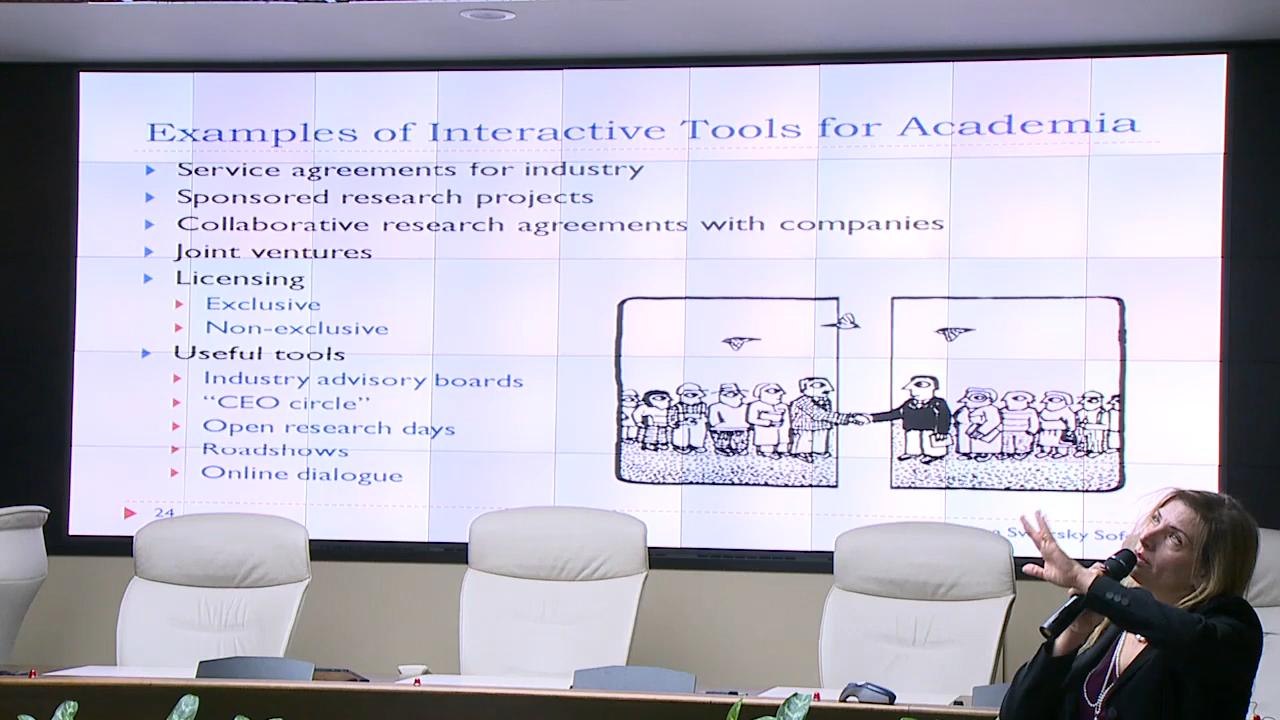 Examples of Interactive Tools for Academia
Service agreements for industry
Sponsored research projects
Collaborative research agreements with companies
Joint ventures
Licensing
Exclusive
Non-exclusive
Useful tools
Industry advisory boards
“CEO circle”
Open research days
Roadshows
Online dialogue
24